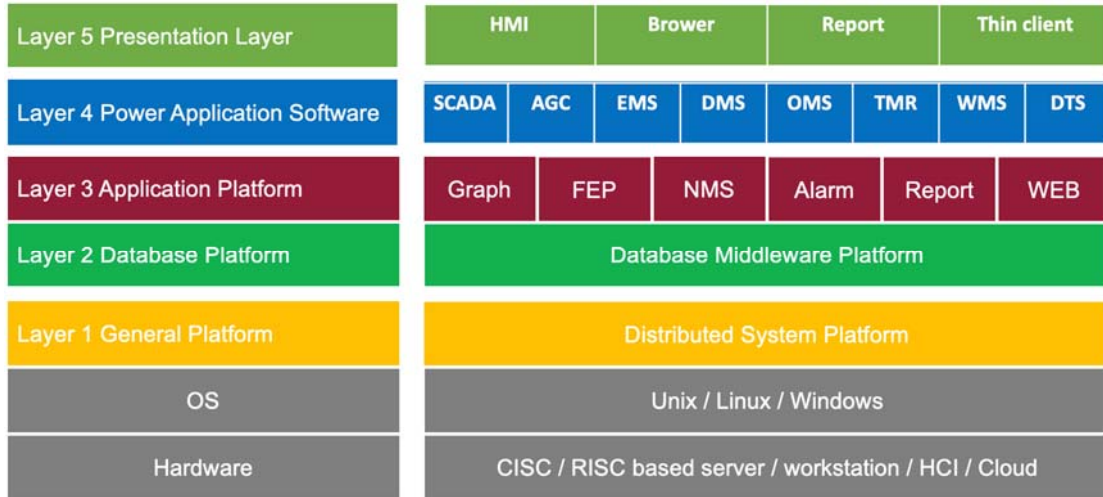 Layer 5 Presentation Layer
HMI Brower Report Thin client
Layer 4 Power Application Software
SCADA AGC EMS DMS OMS TMR WMS DTS
Layer 3 Application Platform
Graph FEP NMS Alarm Report WEB
Layer 2 Database Platform
Database Middleware Platform
Layer 1 General Platform
Distributed System Platform
OS
Unix / Linux / Windows
Hardware
CISC / RISC based server / workstation / HCI / Cloud